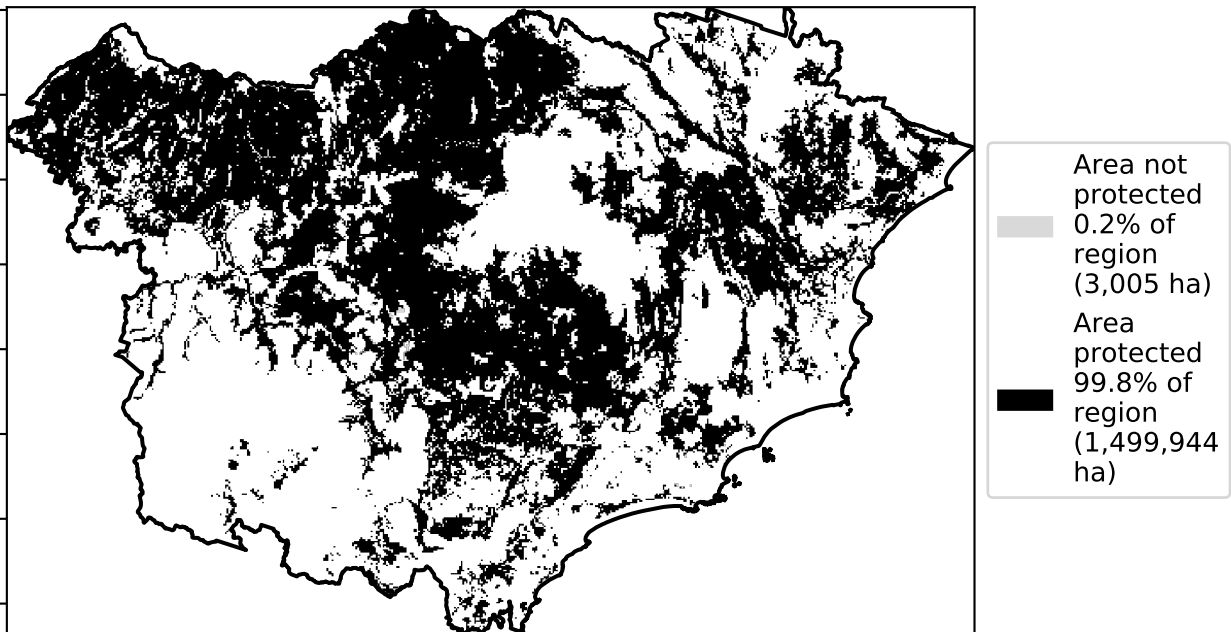 Area not
protected
0.2% of
region
(3,005 ha)
Area
protected
99.8% of
region
(1,499,944
ha)